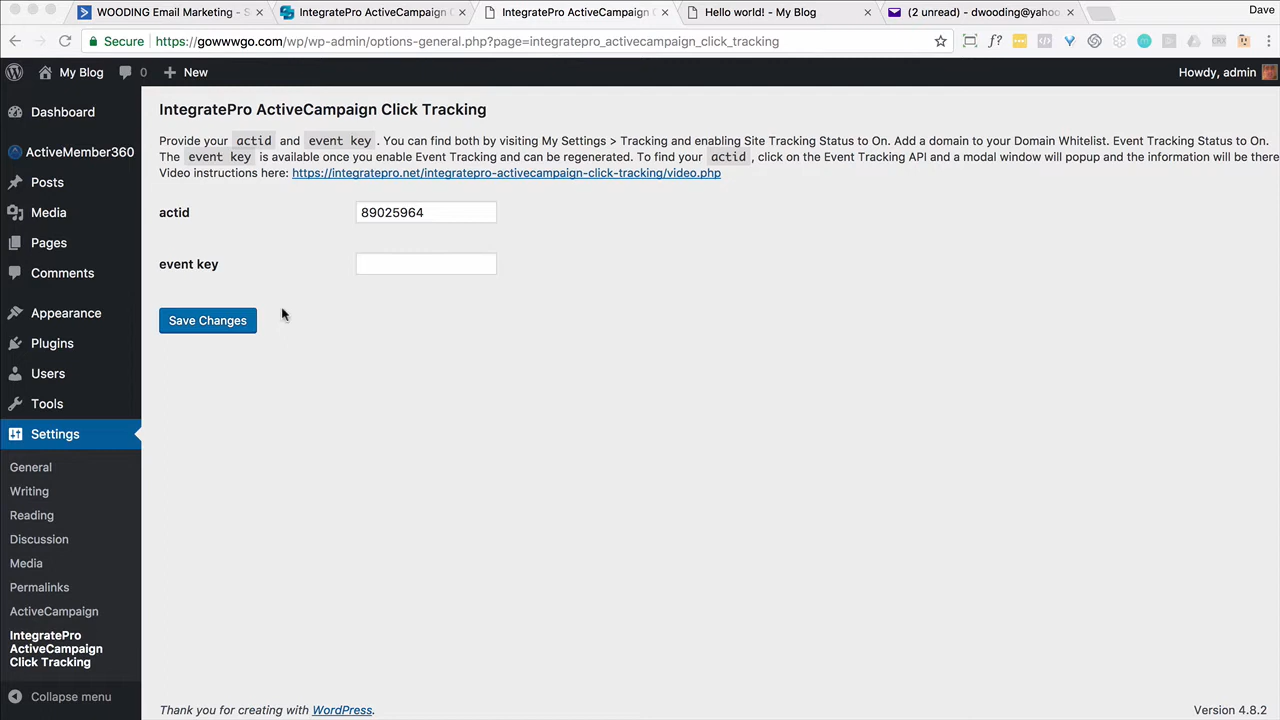 WOODING Email Marketing - S
IntegratePro ActiveCampaign C
IntegratePro ActiveCampaign C
Hello world! - My Blog
(2 unread) - dwooding@yahoo
Dave
Secure
https://gowwwgo.com/wp/wp-admin/options-general.php?page=integratepro_activecampaign_click_tracking
My Blog
0
New
Howdy, admin
Dashboard
ActiveMember360
Posts
Media
Pages
Comments
Appearance
Plugins
Users
Tools
Settings
General
Writing
Reading
Discussion
Media
Permalinks
ActiveCampaign
IntegratePro
ActiveCampaign
Click Tracking
Collapse menu
IntegratePro ActiveCampaign Click Tracking
Provide your actid and event key . You can find both by visiting My Settings > Tracking and enabling Site Tracking Status to On. Add a domain to your Domain Whitelist. Event Tracking Status to On.
The event key is available once you enable Event Tracking and can be regenerated. To find your actid , click on the Event Tracking API and a modal window will popup and the information will be there
Video instructions here: https://integratepro.net/integratepro-activecampaign-click-tracking/video.php
actid
89025964
event key
Save Changes
Thank you for creating with WordPress.
Version 4.8.2